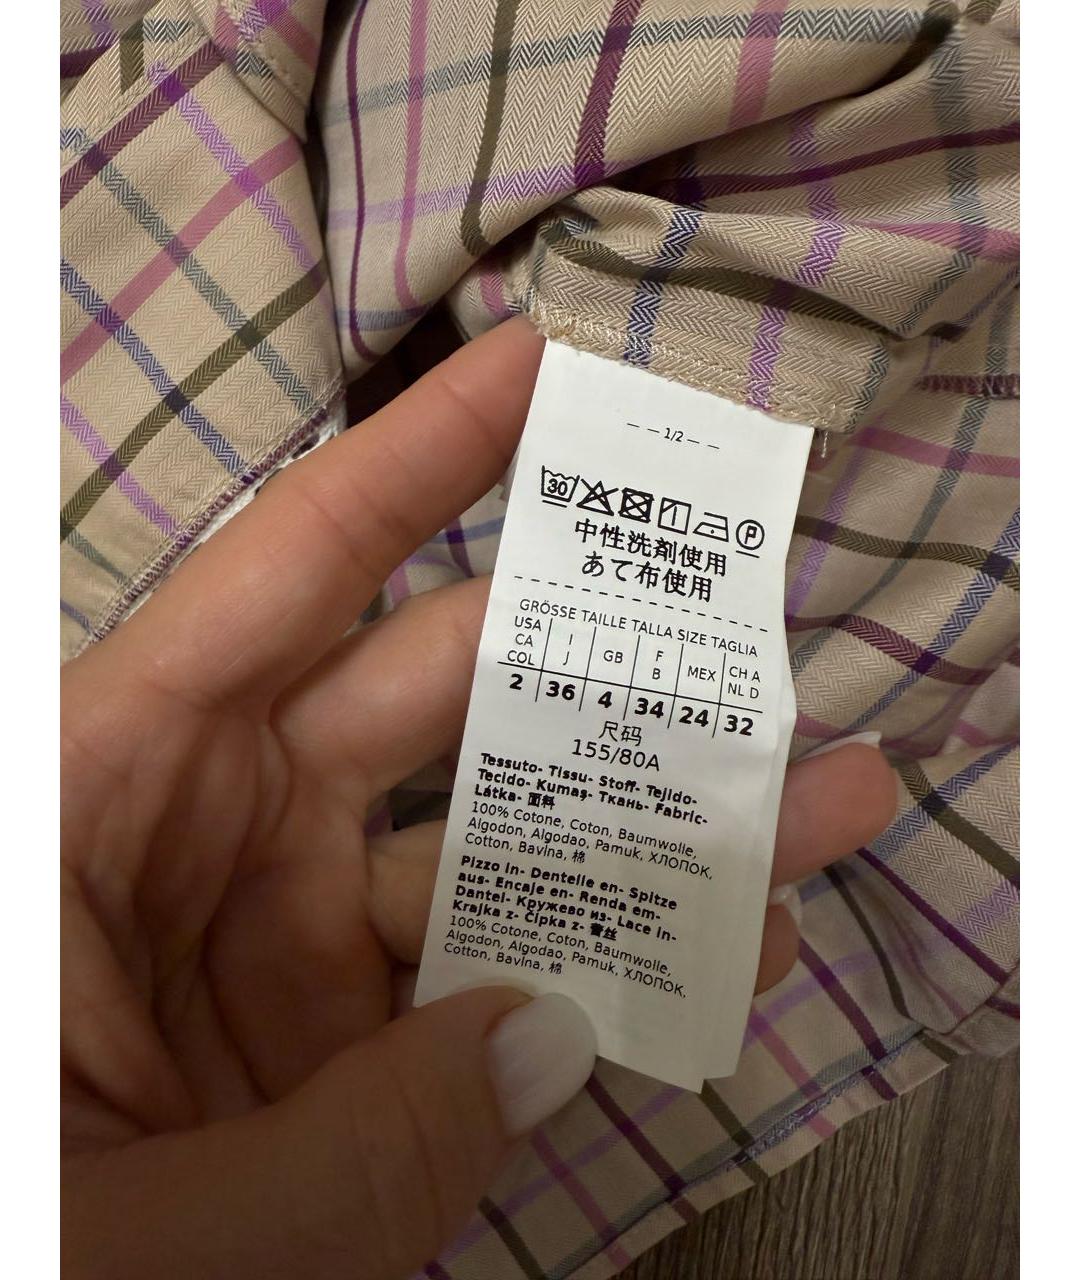 1/2
30 P
中性洗剤使用
あて布使用
GRÖSSE TAILLE TALLA SIZE TAGLIA
USA CA COL | I J | GB | F B | MEX | CH A NL D
2 | 36 | 4 | 34 | 24 | 32
尺码
155/80A
Tessuto- Tissu- Stoff- Tejido-
Tecido- Kumaş- Ткань- Fabric-
Látka- 面料
100% Cotone, Coton, Baumwolle,
Algodon, Algodao, Pamuk, ХЛОПОК,
Cotton, Bavlna, 棉
Pizzo in- Dentelle en- Spitze
aus- Encaje en- Renda em-
Dantel- Кружево из- Lace in-
Krajka z- Čipka z- 蕾丝
100% Cotone, Coton, Baumwolle,
Algodon, Algodao, Pamuk, ХЛОПОК,
Cotton, Bavlna, 棉